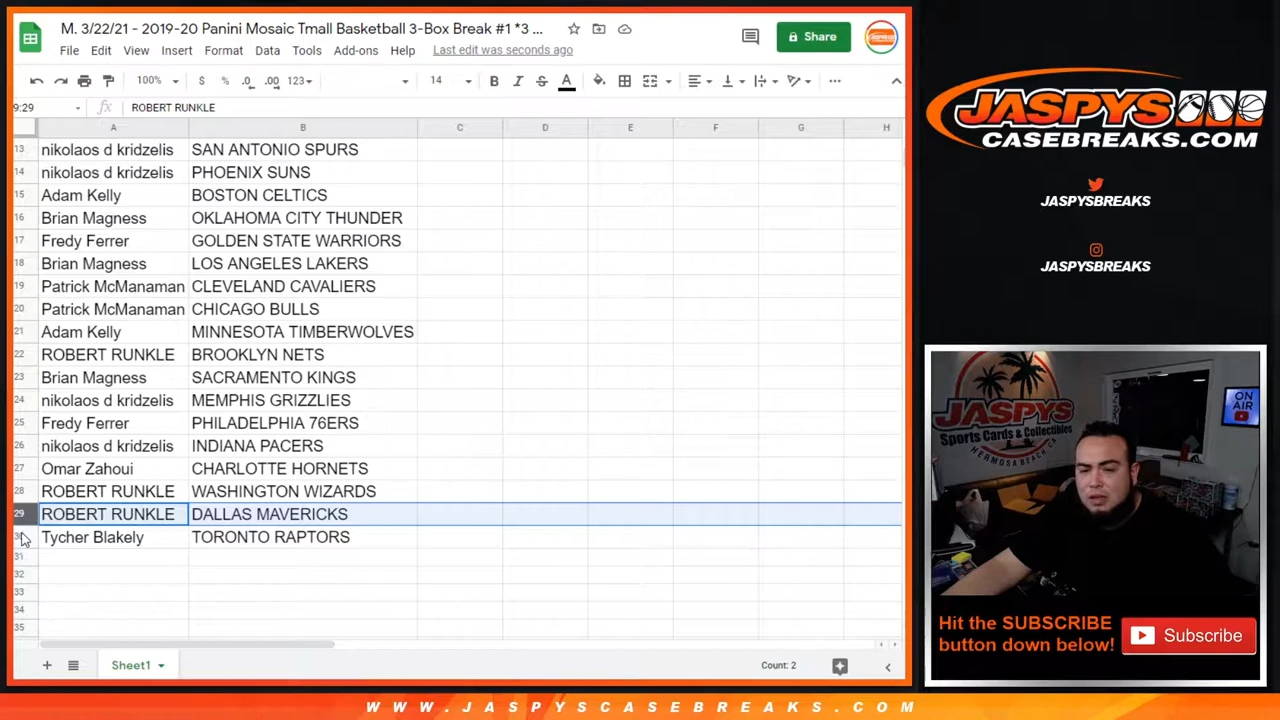 M. 3/22/21 - 2019-20 Panini Mosaic Tmall Basketball 3-Box Break #1 *3 ...
Share
File Edit View Insert Format Data Tools Add-ons Help Last edit was seconds ago
100% $ % .0 .00 123 14 B I S A
9:29 fx ROBERT RUNKLE
A B C D E F G H
13 nikolaos d kridzelis SAN ANTONIO SPURS
14 nikolaos d kridzelis PHOENIX SUNS
15 Adam Kelly BOSTON CELTICS
16 Brian Magness OKLAHOMA CITY THUNDER
17 Fredy Ferrer GOLDEN STATE WARRIORS
18 Brian Magness LOS ANGELES LAKERS
19 Patrick McManaman CLEVELAND CAVALIERS
20 Patrick McManaman CHICAGO BULLS
21 Adam Kelly MINNESOTA TIMBERWOLVES
22 ROBERT RUNKLE BROOKLYN NETS
23 Brian Magness SACRAMENTO KINGS
24 nikolaos d kridzelis MEMPHIS GRIZZLIES
25 Fredy Ferrer PHILADELPHIA 76ERS
26 nikolaos d kridzelis INDIANA PACERS
27 Omar Zahoui CHARLOTTE HORNETS
28 ROBERT RUNKLE WASHINGTON WIZARDS
29 ROBERT RUNKLE DALLAS MAVERICKS
30 Tycher Blakely TORONTO RAPTORS
31
32
33
34
35
Sheet1 Count: 2
JASPYS
CASEBREAKS.COM
JASPYSBREAKS
JASPYSBREAKS
JASPYS
Sports Cards & Collectibles
HERMOSA BEACH CA
ON
AIR
Hit the SUBSCRIBE
button down below!
Subscribe
WWW.JASPYSCASEBREAKS.COM